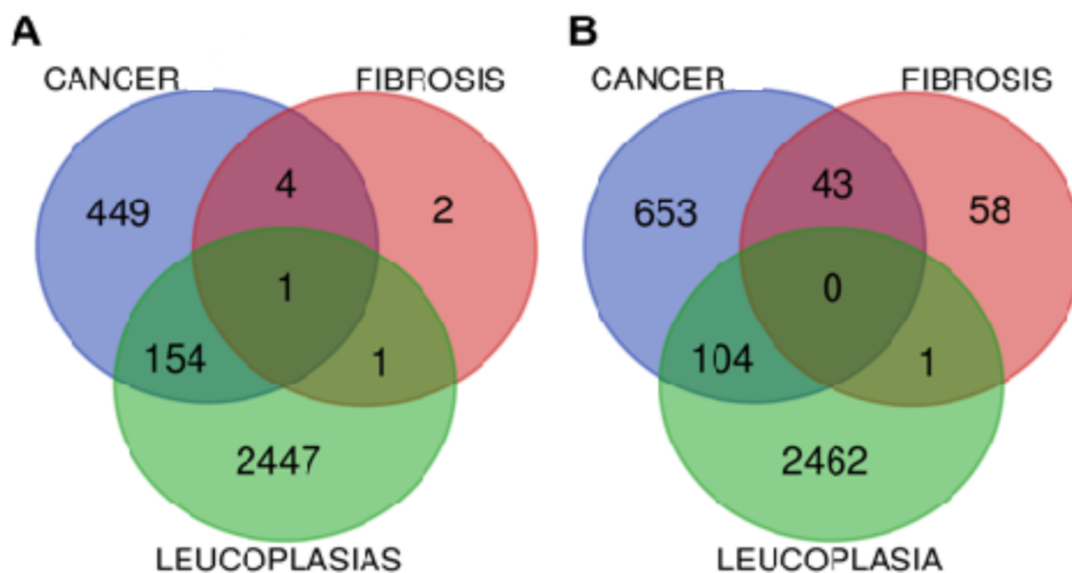 A
CANCER FIBROSIS
449 4 2
1
154 1
2447
LEUCOPLASIAS
B
CANCER FIBROSIS
653 43 58
0
104 1
2462
LEUCOPLASIA